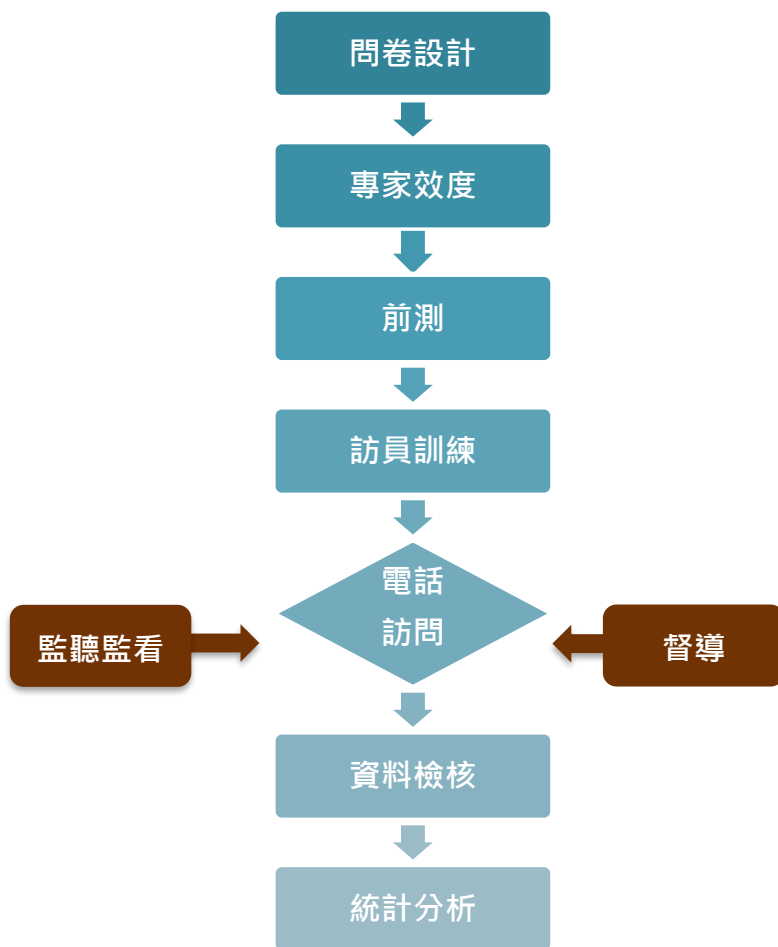 問卷設計
專家效度
前測
訪員訓練
電話
訪問
監聽監看
督導
資料檢核
統計分析